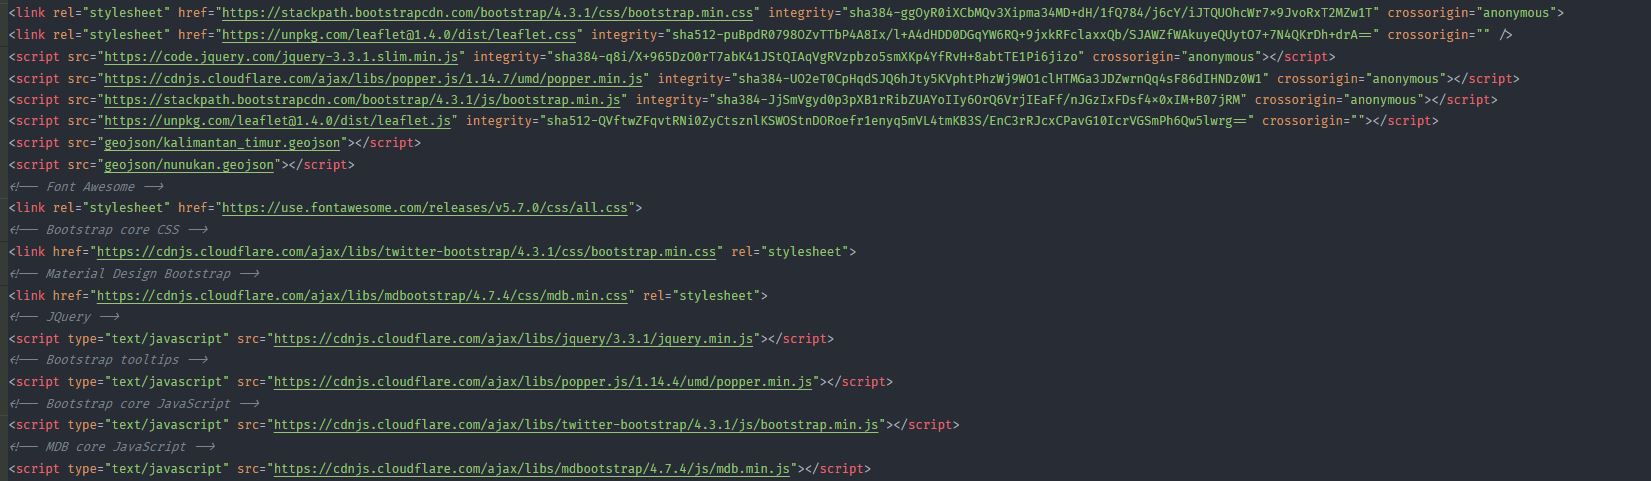 <link rel="stylesheet" href="https://stackpath.bootstrapcdn.com/bootstrap/4.3.1/css/bootstrap.min.css" integrity="sha384-ggOyR0iXCbMQv3Xipma34MD+dH/1fQ784/j6cY/iJTQUOhcWr7x9JvoRxT2MZw1T" crossorigin="anonymous">
<link rel="stylesheet" href="https://unpkg.com/leaflet@1.4.0/dist/leaflet.css" integrity="sha512-puBpdR0798OZvTTbP4A8Ix/l+A4dHDD0DGqYW6RQ+9jxkRFclaxxQb/SJAWZfWAkuyeQUytO7+7N4QKrDh+drA==" crossorigin="" />
<script src="https://code.jquery.com/jquery-3.3.1.slim.min.js" integrity="sha384-q8i/X+965DzO0rT7abK41JStQIAqVgRVzpbzo5smXKp4YfRvH+8abtTE1Pi6jizo" crossorigin="anonymous"></script>
<script src="https://cdnjs.cloudflare.com/ajax/libs/popper.js/1.14.7/umd/popper.min.js" integrity="sha384-UO2eT0CpHqdSJQ6hJty5KVphtPhzWj9WO1clHTMGa3JDZwrnQq4sF86dIHNDz0W1" crossorigin="anonymous"></script>
<script src="https://stackpath.bootstrapcdn.com/bootstrap/4.3.1/js/bootstrap.min.js" integrity="sha384-JjSmVgyd0p3pXB1rRibZUAYoIIy6OrQ6VrjIEaFf/nJGzIxFDsf4x0xIM+B07jRM" crossorigin="anonymous"></script>
<script src="https://unpkg.com/leaflet@1.4.0/dist/leaflet.js" integrity="sha512-QVftwZFqvtRNi0ZyCtsznlKSWOStnDORoefr1enyq5mVL4tmKB3S/EnC3rRJcxCPavG10IcrVGSmPh6Qw5lwrg==" crossorigin=""></script>
<script src="geojson/kalimantan_timur.geojson"></script>
<script src="geojson/nunukan.geojson"></script>
<!-- Font Awesome -->
<link rel="stylesheet" href="https://use.fontawesome.com/releases/v5.7.0/css/all.css">
<!-- Bootstrap core CSS -->
<link href="https://cdnjs.cloudflare.com/ajax/libs/twitter-bootstrap/4.3.1/css/bootstrap.min.css" rel="stylesheet">
<!-- Material Design Bootstrap -->
<link href="https://cdnjs.cloudflare.com/ajax/libs/mdbootstrap/4.7.4/css/mdb.min.css" rel="stylesheet">
<!-- JQuery -->
<script type="text/javascript" src="https://cdnjs.cloudflare.com/ajax/libs/jquery/3.3.1/jquery.min.js"></script>
<!-- Bootstrap tooltips -->
<script type="text/javascript" src="https://cdnjs.cloudflare.com/ajax/libs/popper.js/1.14.4/umd/popper.min.js"></script>
<!-- Bootstrap core JavaScript -->
<script type="text/javascript" src="https://cdnjs.cloudflare.com/ajax/libs/twitter-bootstrap/4.3.1/js/bootstrap.min.js"></script>
<!-- MDB core JavaScript -->
<script type="text/javascript" src="https://cdnjs.cloudflare.com/ajax/libs/mdbootstrap/4.7.4/js/mdb.min.js"></script>